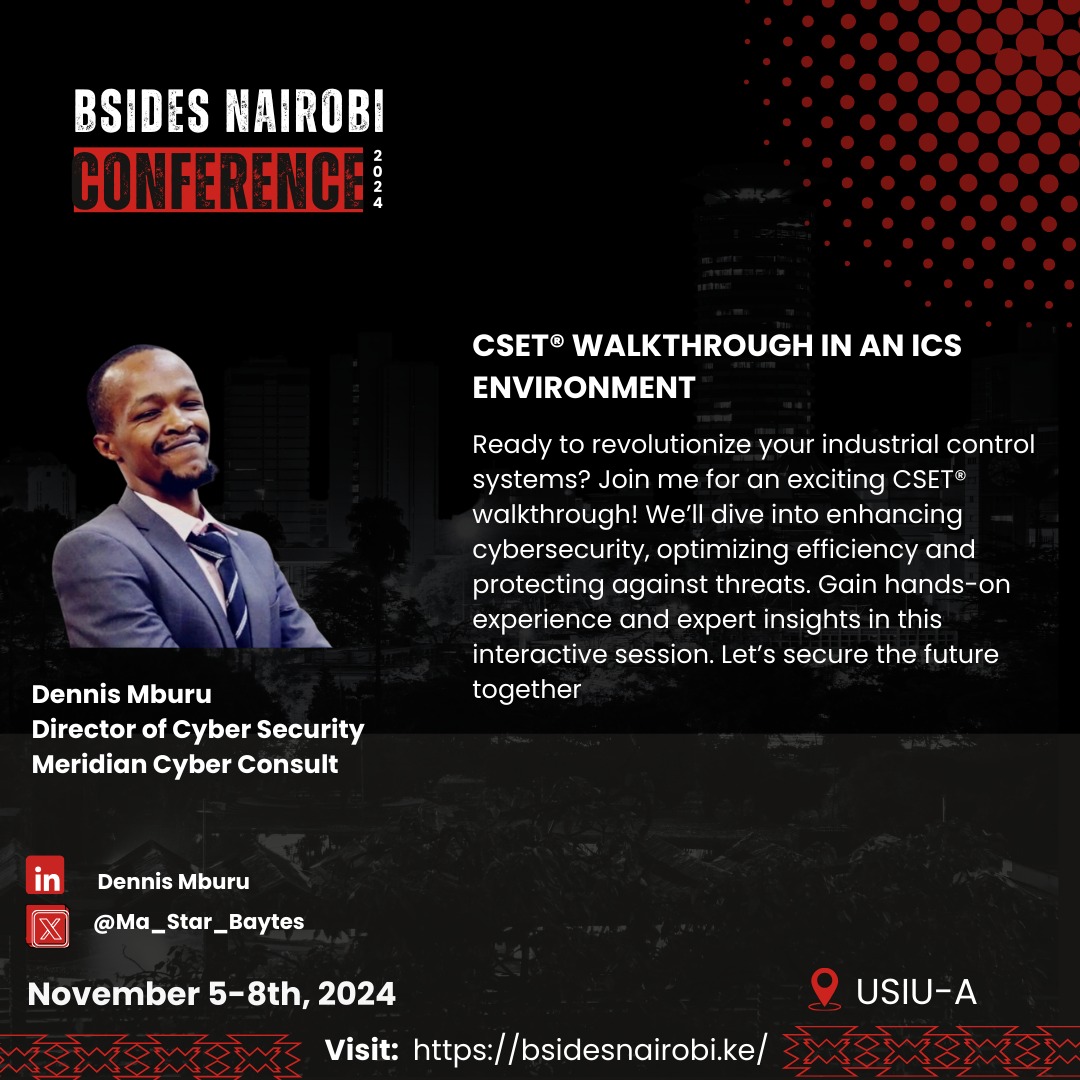 BSIDES NAIROBI
CONFERENCE
2024
CSET® WALKTHROUGH IN AN ICS
ENVIRONMENT
Ready to revolutionize your industrial control
systems? Join me for an exciting CSET®
walkthrough! We’ll dive into enhancing
cybersecurity, optimizing efficiency and
protecting against threats. Gain hands-on
experience and expert insights in this
interactive session. Let’s secure the future
together
Dennis Mburu
Director of Cyber Security
Meridian Cyber Consult
in
Dennis Mburu
X
@Ma_Star_Baytes
November 5-8th, 2024
USIU-A
Visit: https://bsidesnairobi.ke/